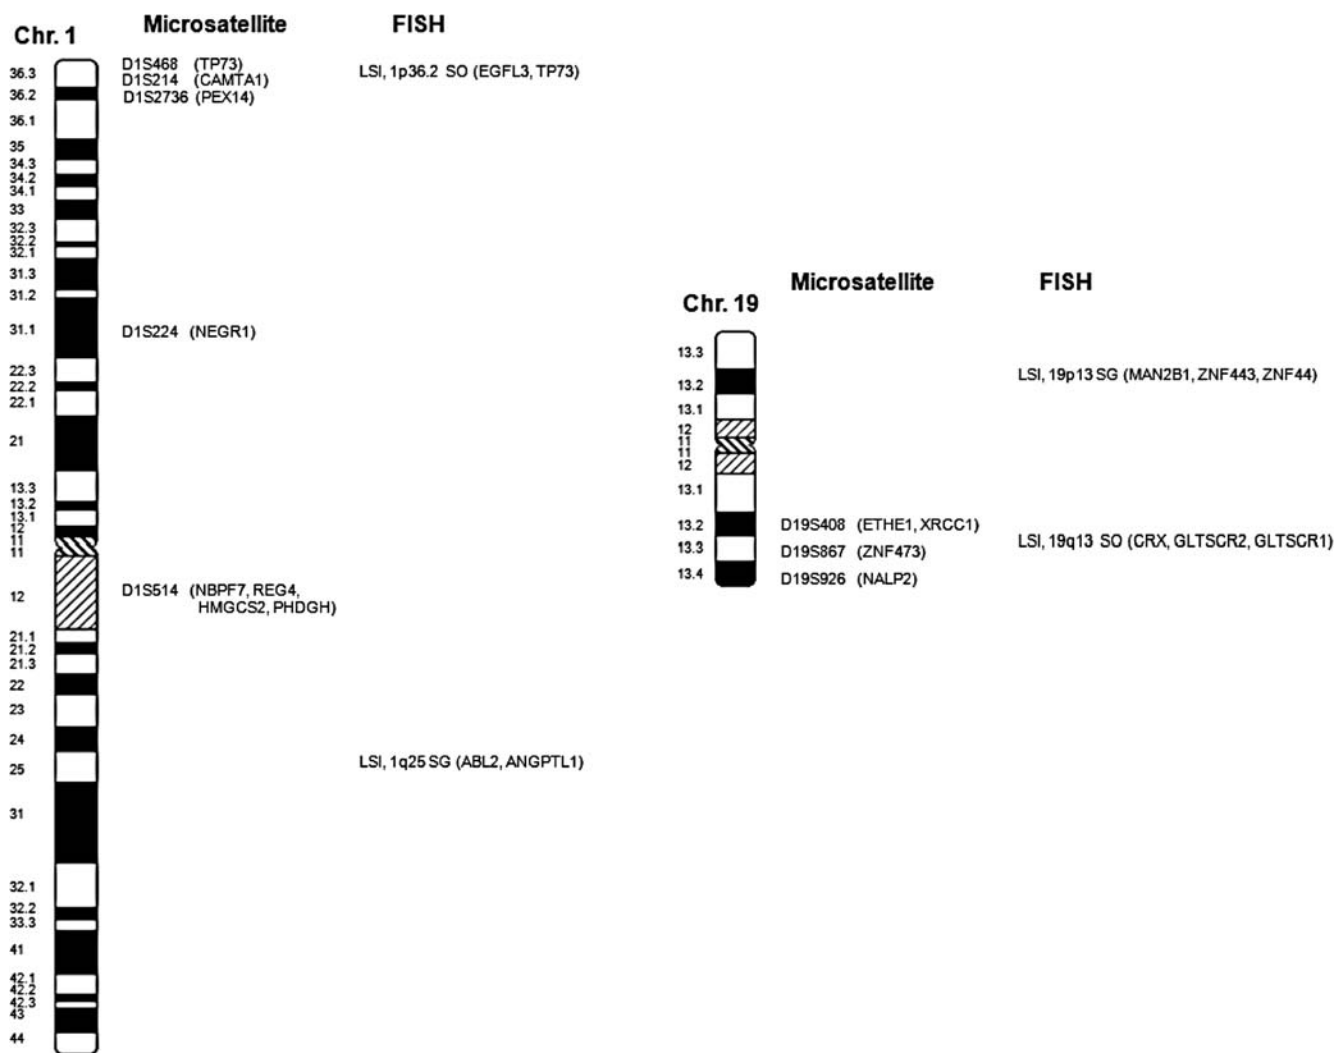 Chr. 1
Microsatellite
FISH
36.3
36.2
36.1
35
34.3
34.2
34.1
33
32.3
32.2
32.1
31.3
31.2
31.1
22.3
22.2
22.1
21
13.3
13.2
13.1
12
11
11
12
21.1
21.2
21.3
22
23
24
25
31
32.1
32.2
33.3
41
42.1
42.2
42.3
43
44
D1S468 (TP73)
D1S214 (CAMTA1)
D1S2736 (PEX14)
D1S224 (NEGR1)
D1S514 (NBPF7, REG4,
HMGCS2, PHDGH)
LSI, 1p36.2 SO (EGFL3, TP73)
LSI, 1q25 SG (ABL2, ANGPTL1)
Chr. 19
Microsatellite
FISH
13.3
13.2
13.1
12
11
11
12
13.1
13.2
13.3
13.4
D19S408 (ETHE1, XRCC1)
D19S867 (ZNF473)
D19S926 (NALP2)
LSI, 19p13 SG (MAN2B1, ZNF443, ZNF44)
LSI, 19q13 SO (CRX, GLTSCR2, GLTSCR1)